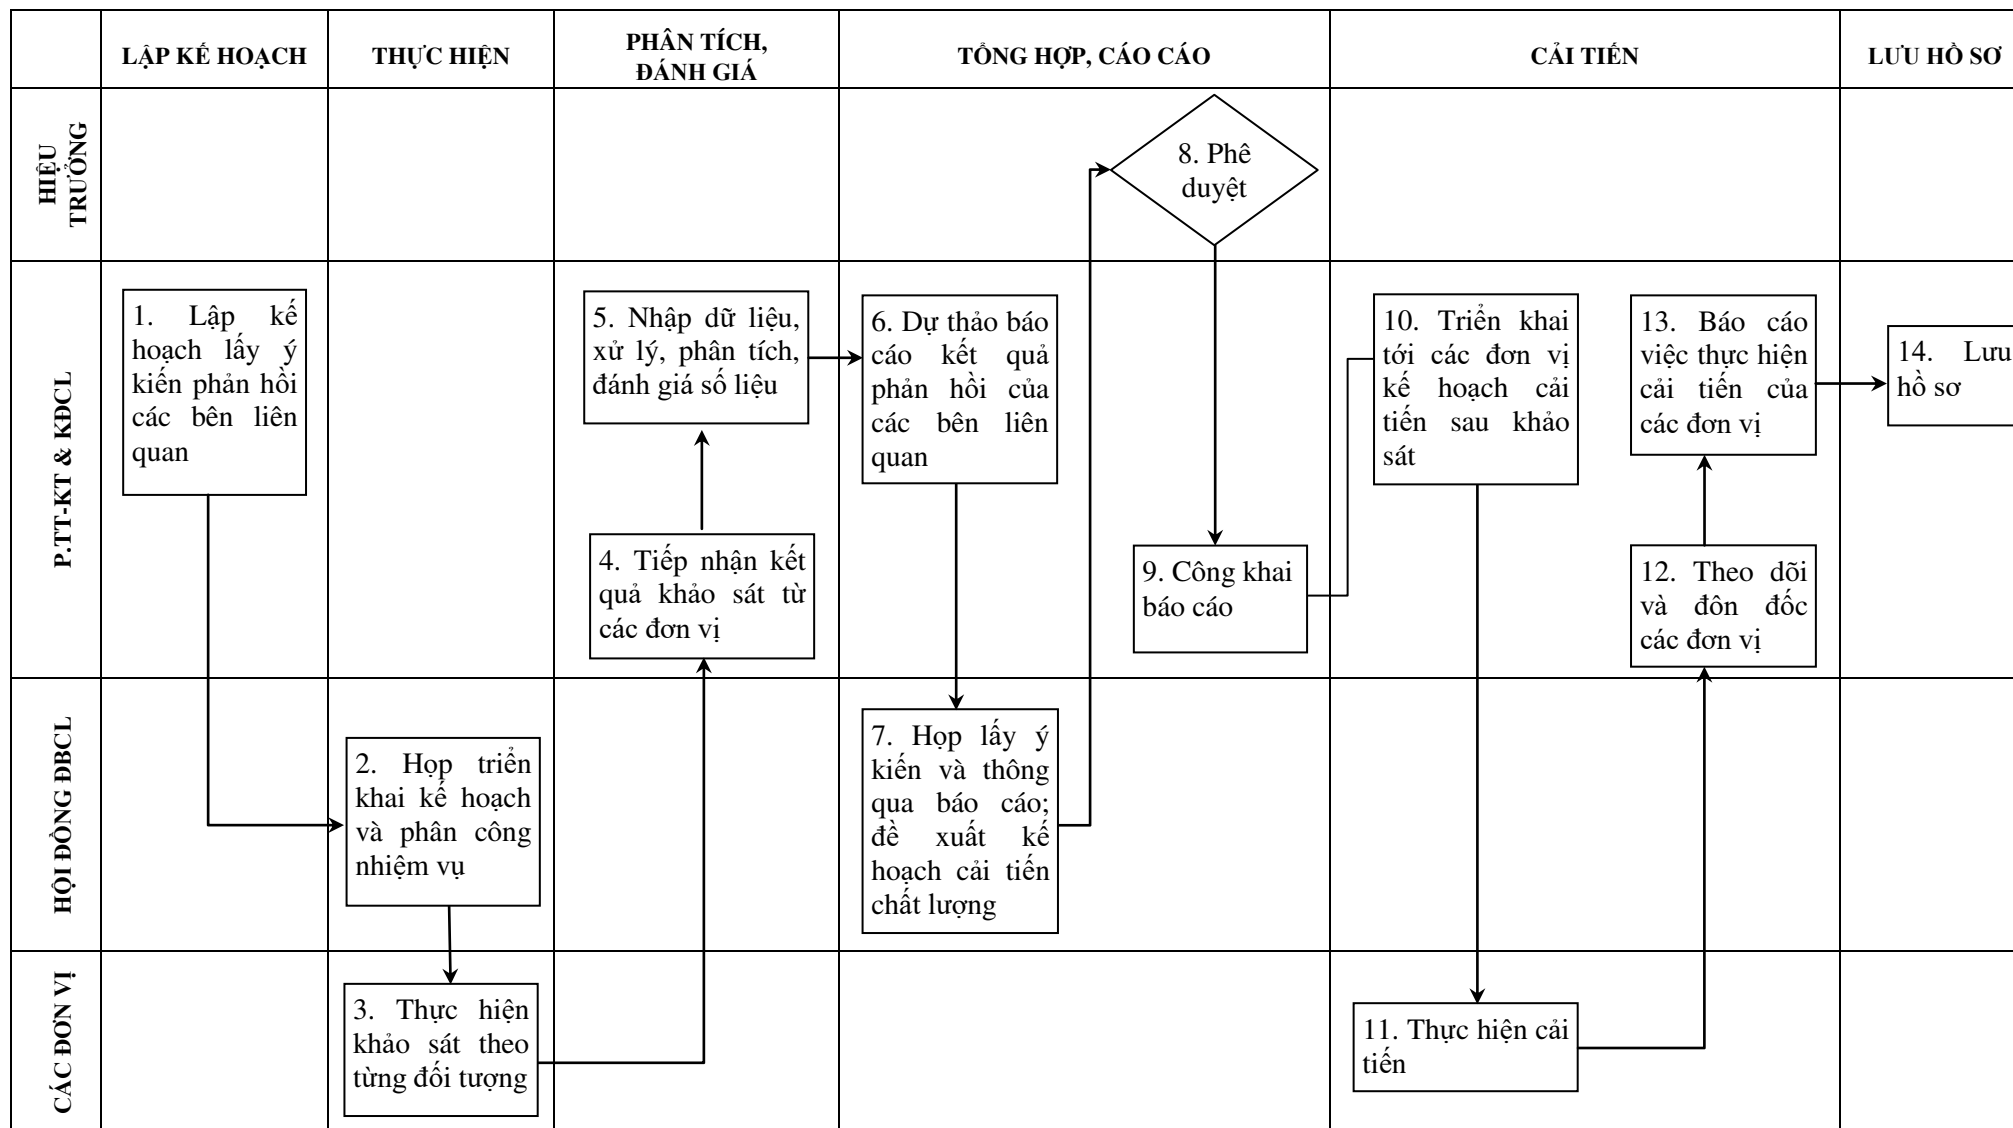 LẬP KẾ HOẠCH
THỰC HIỆN
PHÂN TÍCH,
ĐÁNH GIÁ
TỔNG HỢP, CÁO CÁO
CẢI TIẾN
LƯU HỒ SƠ
HIỆU
TRƯỞNG
8. Phê
duyệt
P.TT-KT & KĐCL
1. Lập kế
hoạch lấy ý
kiến phản hồi
các bên liên
quan
5. Nhập dữ liệu,
xử lý, phân tích,
đánh giá số liệu
4. Tiếp nhận kết
quả khảo sát từ
các đơn vị
6. Dự thảo báo
cáo kết quả
phản hồi của
các bên liên
quan
9. Công khai
báo cáo
10. Triển khai
tới các đơn vị
kế hoạch cải
tiến sau khảo
sát
13. Báo cáo
việc thực hiện
cải tiến của
các đơn vị
12. Theo dõi
và đôn đốc
các đơn vị
14. Lưu
hồ sơ
HỘI ĐỒNG ĐBCL
2. Họp triển
khai kế hoạch
và phân công
nhiệm vụ
7. Họp lấy ý
kiến và thông
qua báo cáo;
đề xuất kế
hoạch cải tiến
chất lượng
CÁC ĐƠN VỊ
3. Thực hiện
khảo sát theo
từng đối tượng
11. Thực hiện cải
tiến